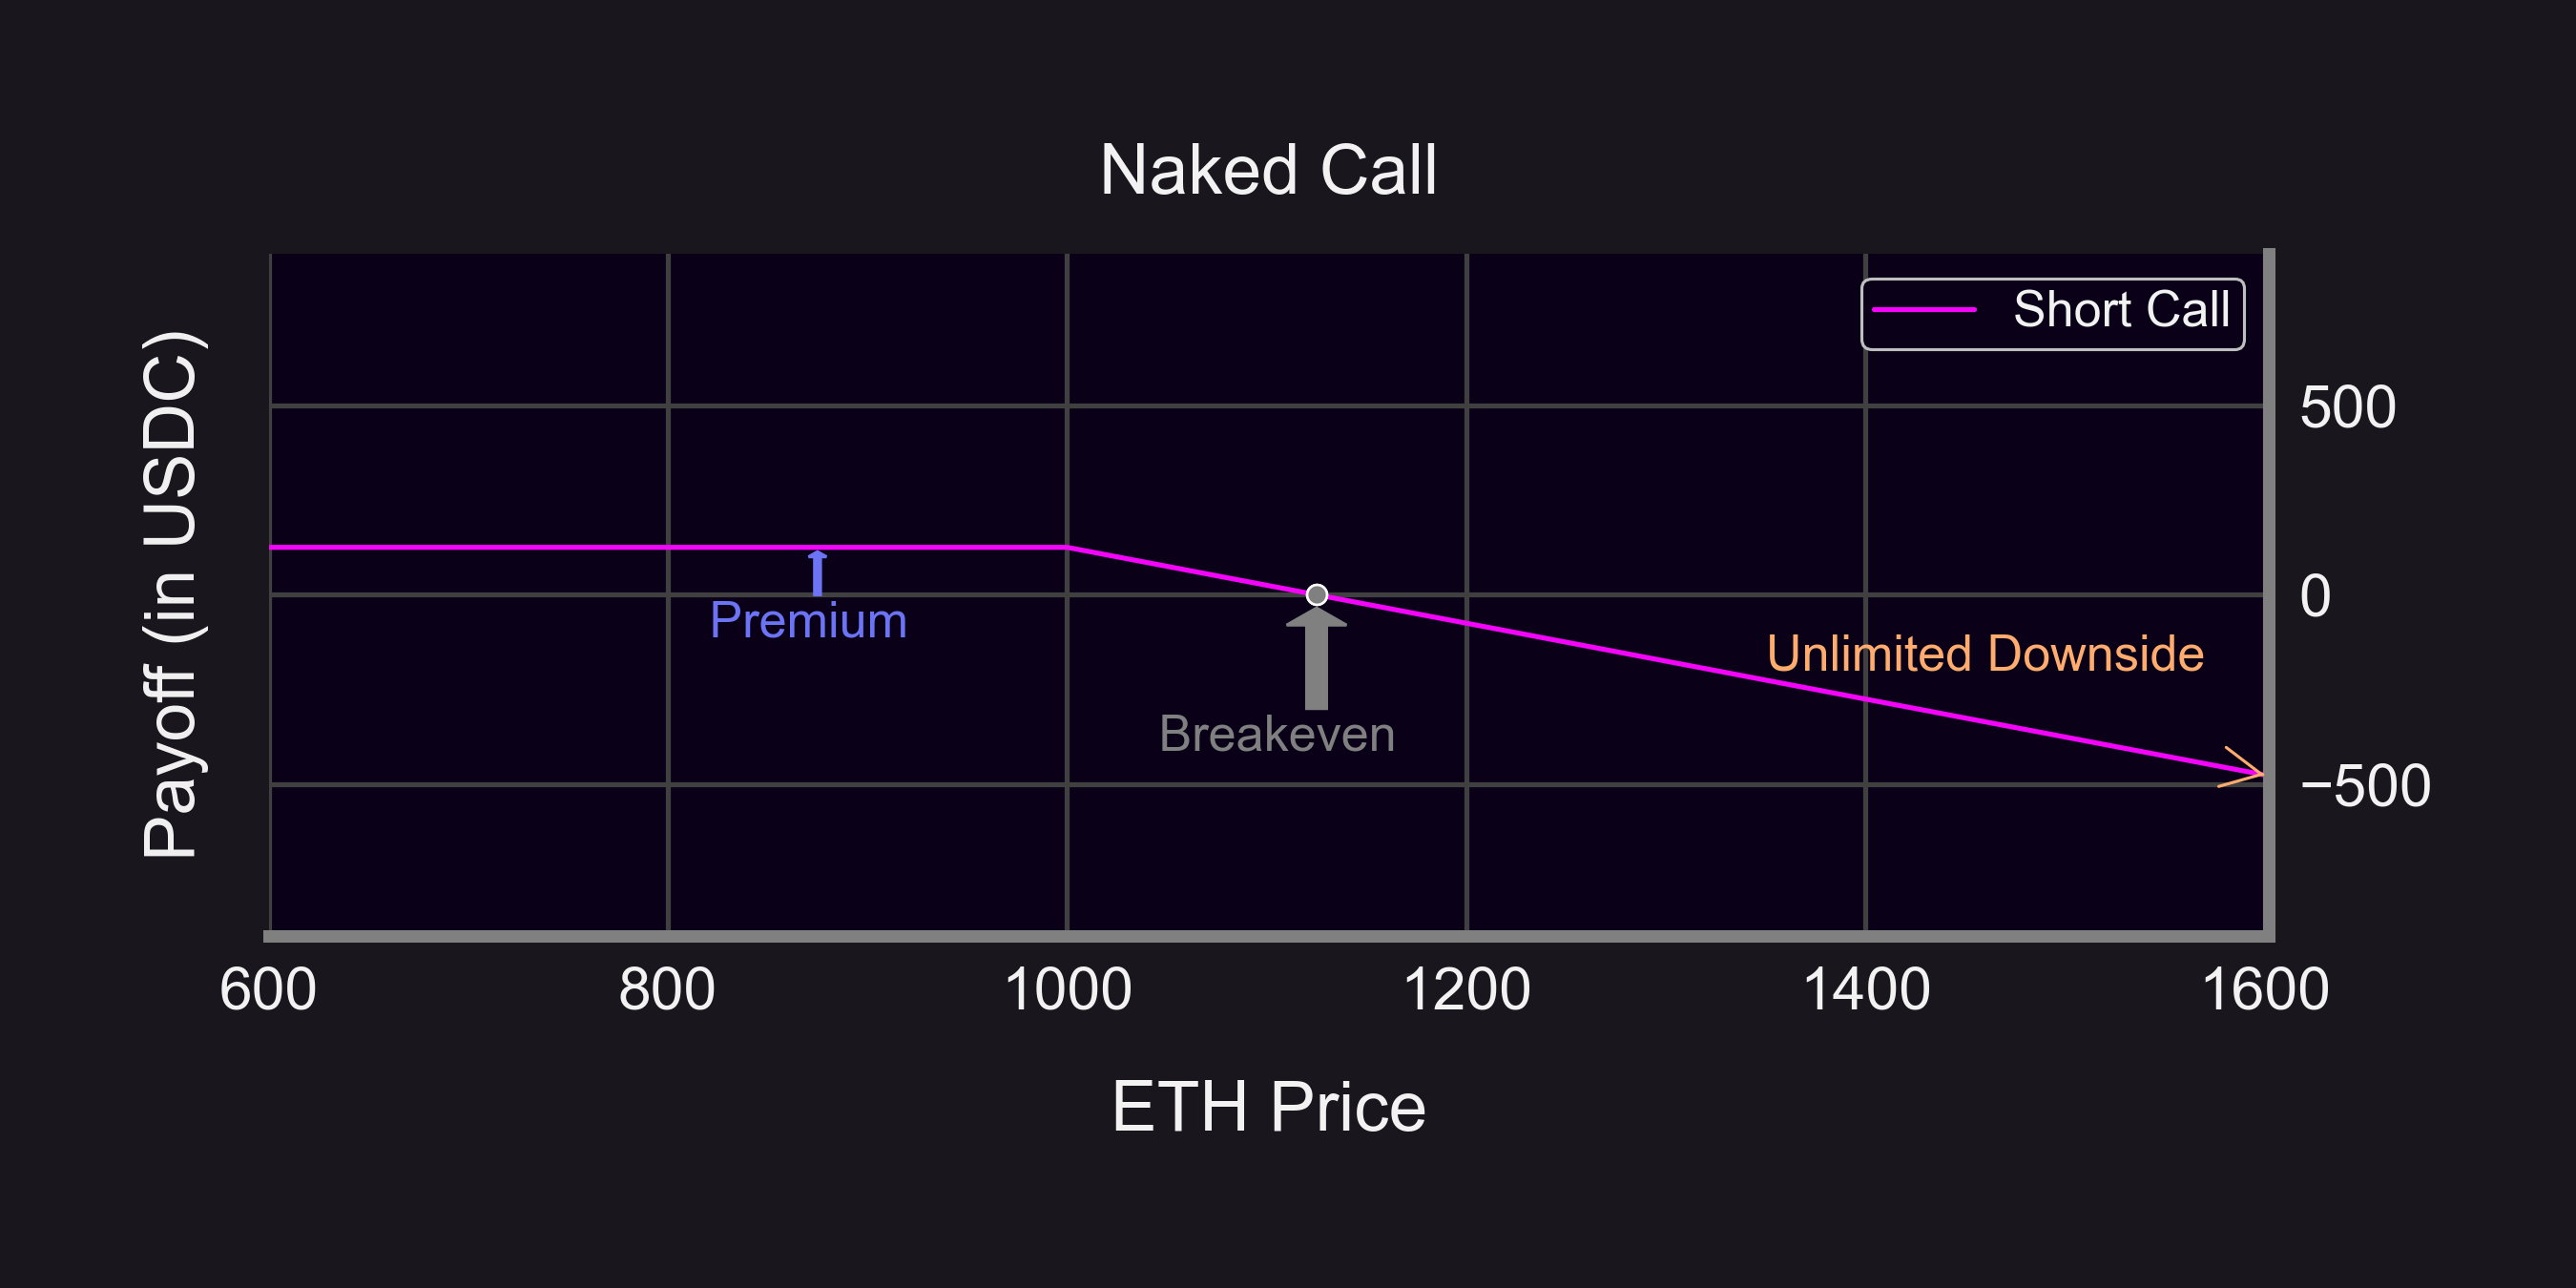 Naked Call
Short Call
Payoff (in USDC)
500
0
−500
Premium
Breakeven
Unlimited Downside
600
800
1000
1200
1400
1600
ETH Price